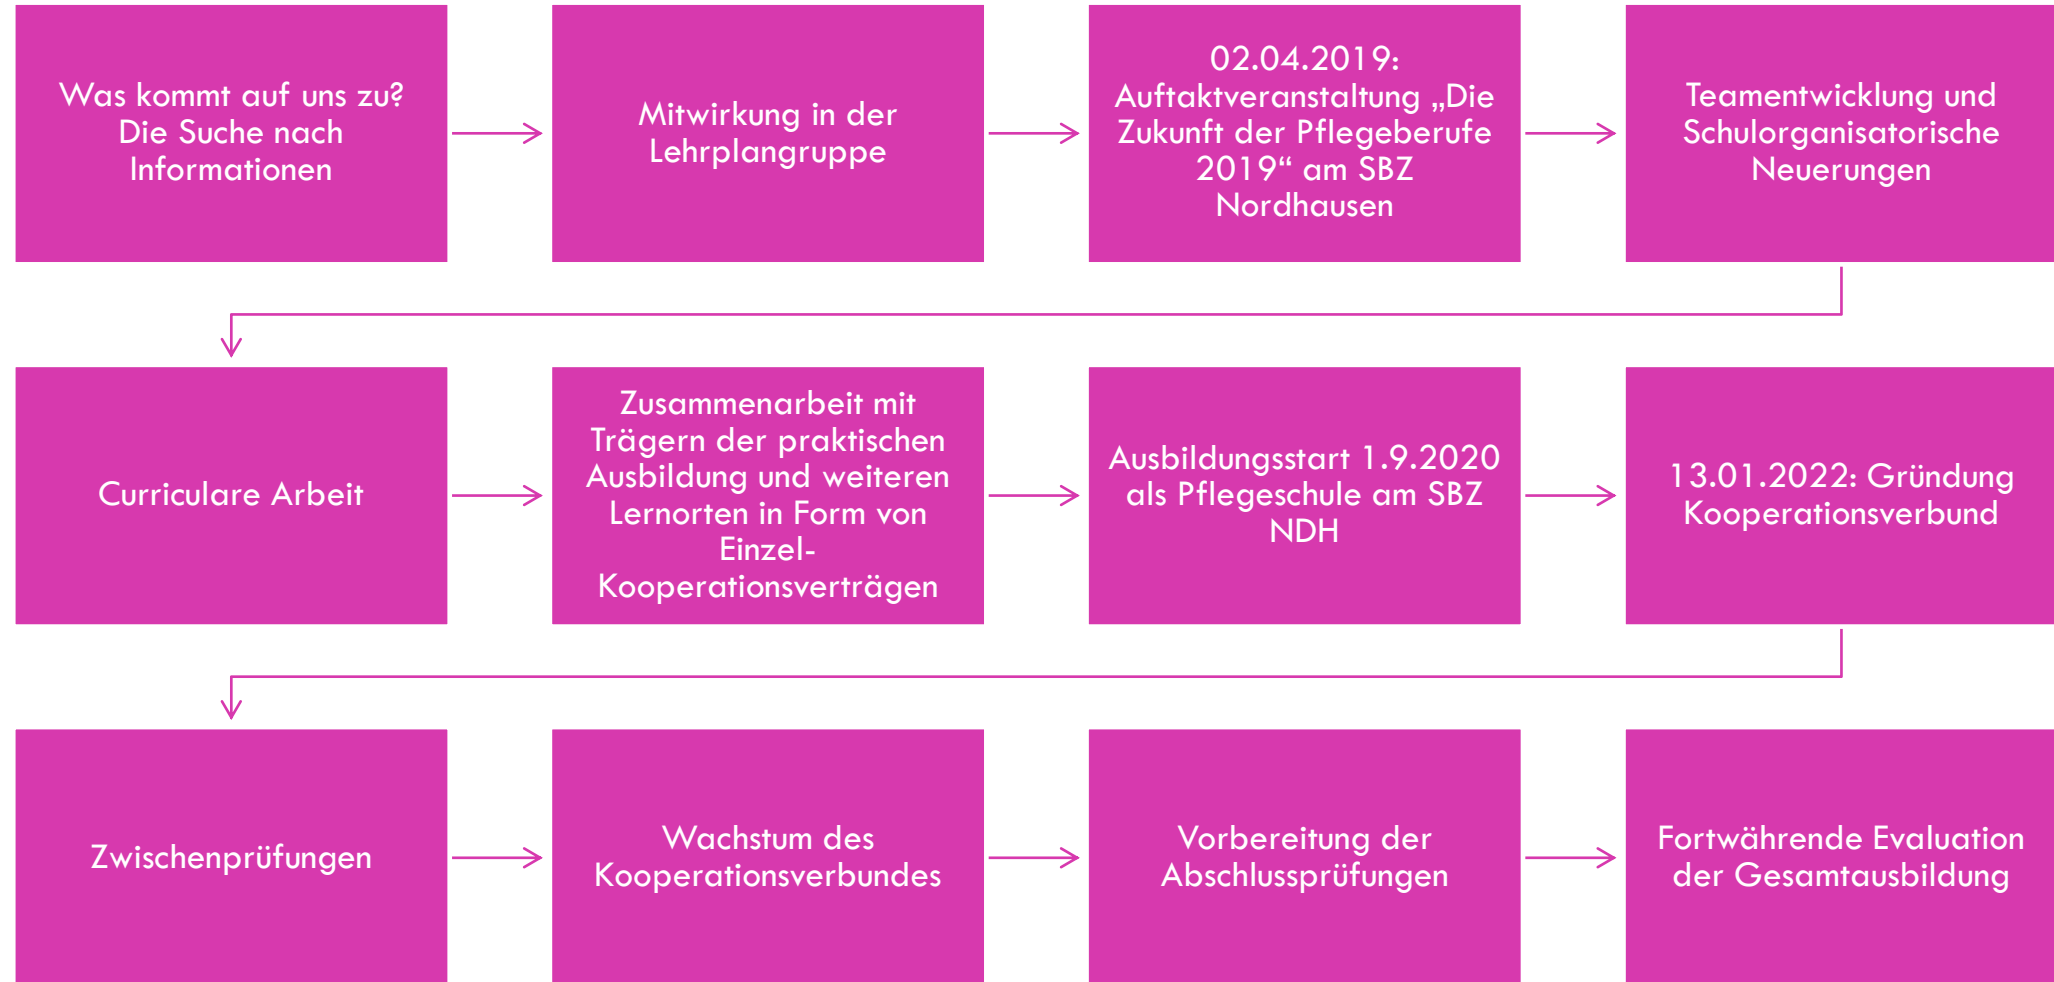 Was kommt auf uns zu?
Die Suche nach
Informationen
Mitwirkung in der
Lehrplangruppe
02.04.2019:
Auftaktveranstaltung „Die
Zukunft der Pflegeberufe
2019“ am SBZ
Nordhausen
Teamentwicklung und
Schulorganisatorische
Neuerungen
Curriculare Arbeit
Zusammenarbeit mit
Trägern der praktischen
Ausbildung und weiteren
Lernorten in Form von
Einzel-
Kooperationsverträgen
Ausbildungsstart 1.9.2020
als Pflegeschule am SBZ
NDH
13.01.2022: Gründung
Kooperationsverbund
Zwischenprüfungen
Wachstum des
Kooperationsverbundes
Vorbereitung der
Abschlussprüfungen
Fortwährende Evaluation
der Gesamtausbildung